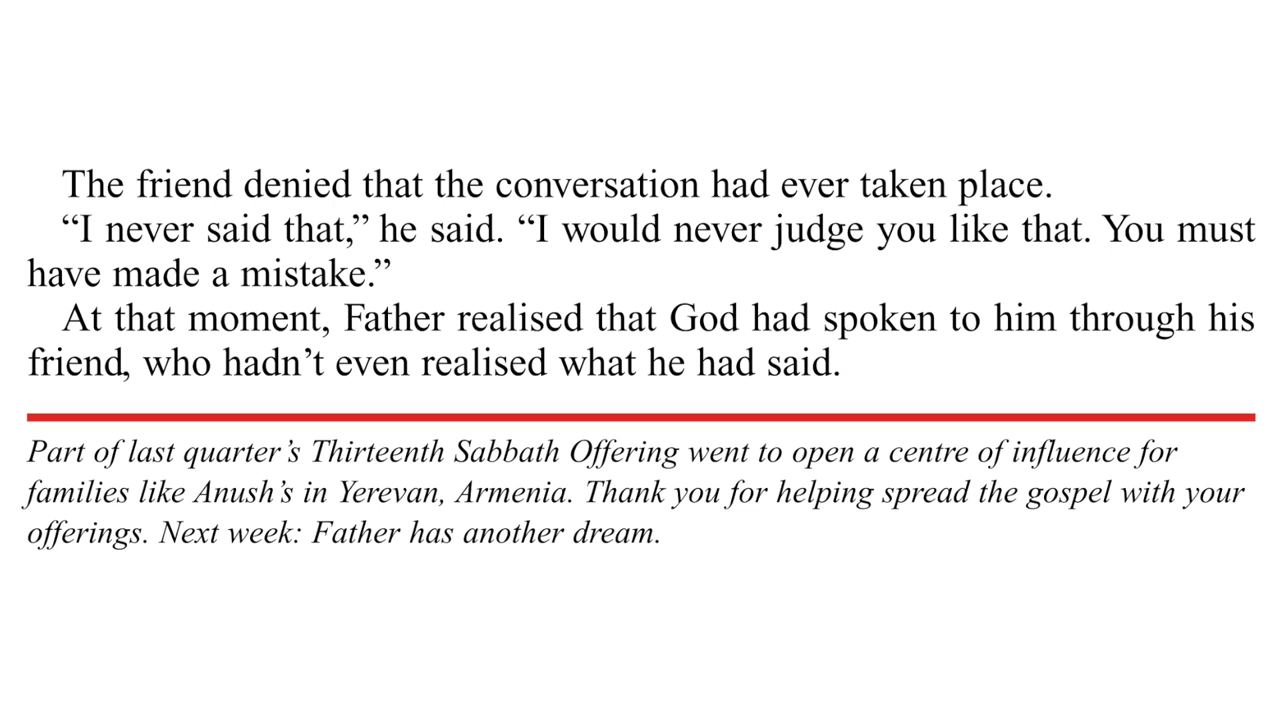 The friend denied that the conversation had ever taken place.
“I never said that,” he said. “I would never judge you like that. You must
have made a mistake.”
At that moment, Father realised that God had spoken to him through his
friend, who hadn’t even realised what he had said.
Part of last quarter’s Thirteenth Sabbath Offering went to open a centre of influence for
families like Anush’s in Yerevan, Armenia. Thank you for helping spread the gospel with your
offerings. Next week: Father has another dream.